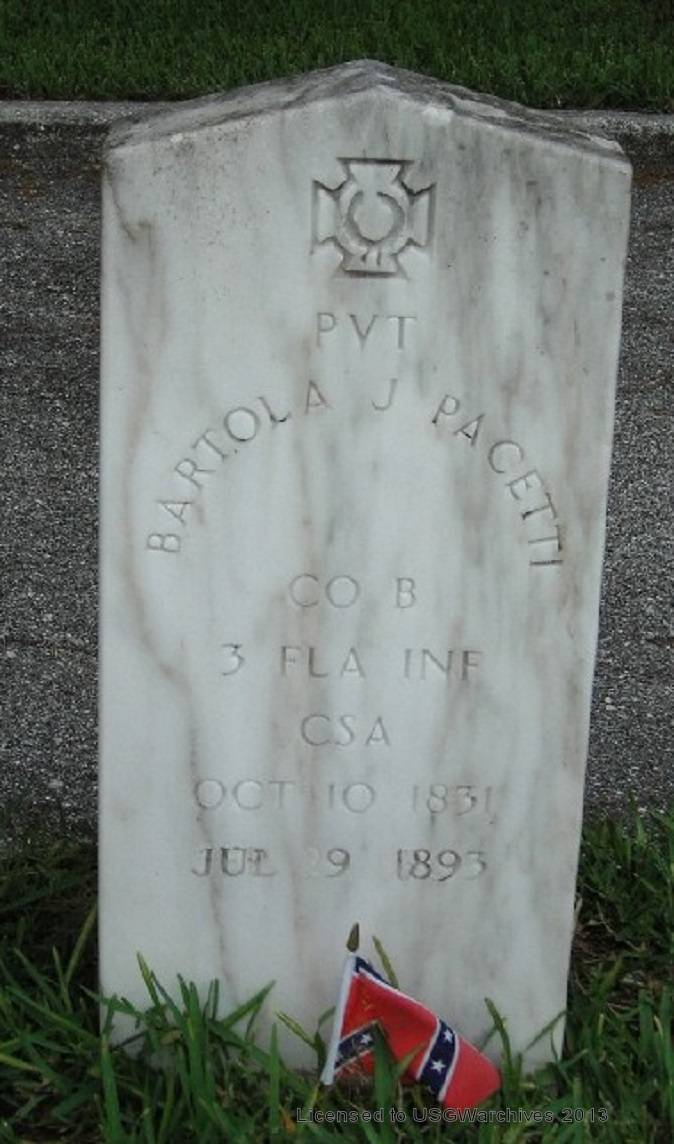 PVT
BARTOLA J PACETTI
CO B
3 FLA INF
CSA
OCT 10 1831
JUL 29 1893
Licensed to USGWarchives 2013